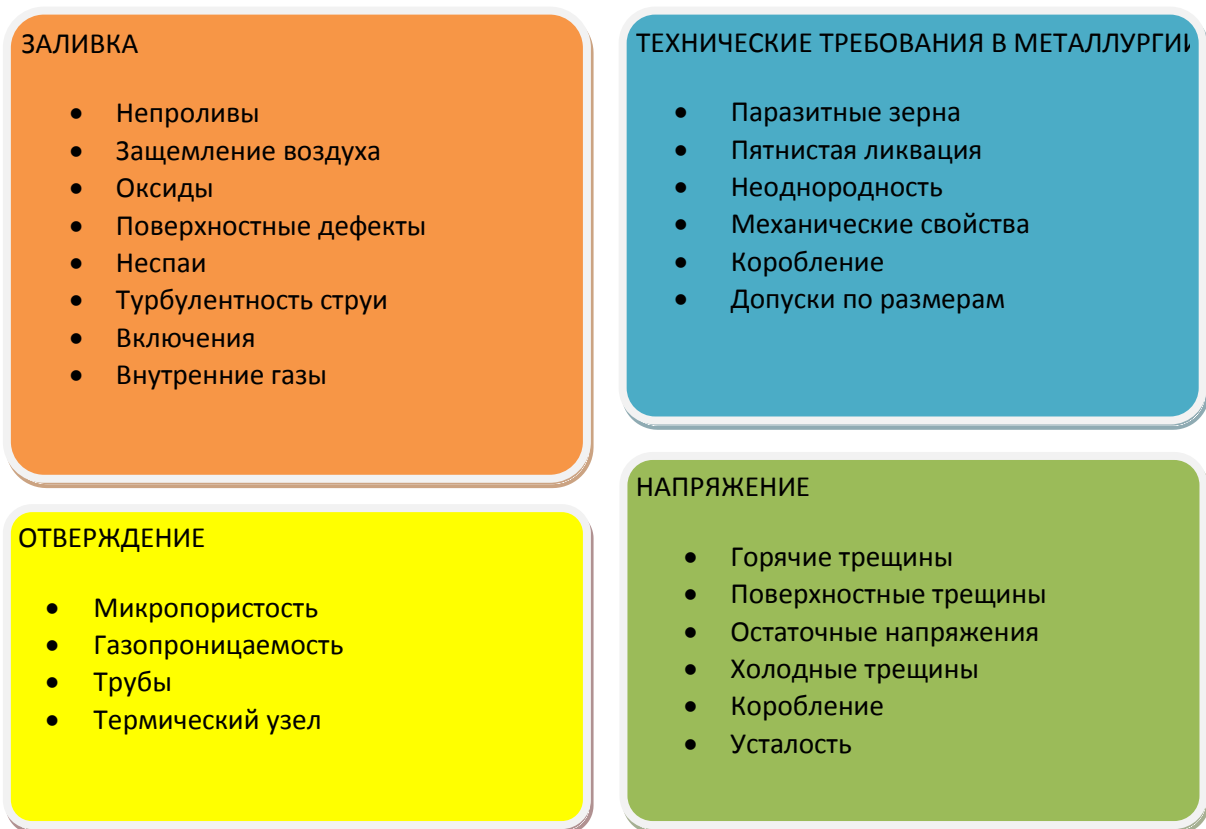 ЗАЛИВКА
• Непроливы
• Защемление воздуха
• Оксиды
• Поверхностные дефекты
• Неспаи
• Турбулентность струи
• Включения
• Внутренние газы
ТЕХНИЧЕСКИЕ ТРЕБОВАНИЯ В МЕТАЛЛУРГИИ
• Паразитные зерна
• Пятнистая ликвация
• Неоднородность
• Механические свойства
• Коробление
• Допуски по размерам
ОТВЕРЖДЕНИЕ
• Микропористость
• Газопроницаемость
• Трубы
• Термический узел
НАПРЯЖЕНИЕ
• Горячие трещины
• Поверхностные трещины
• Остаточные напряжения
• Холодные трещины
• Коробление
• Усталость